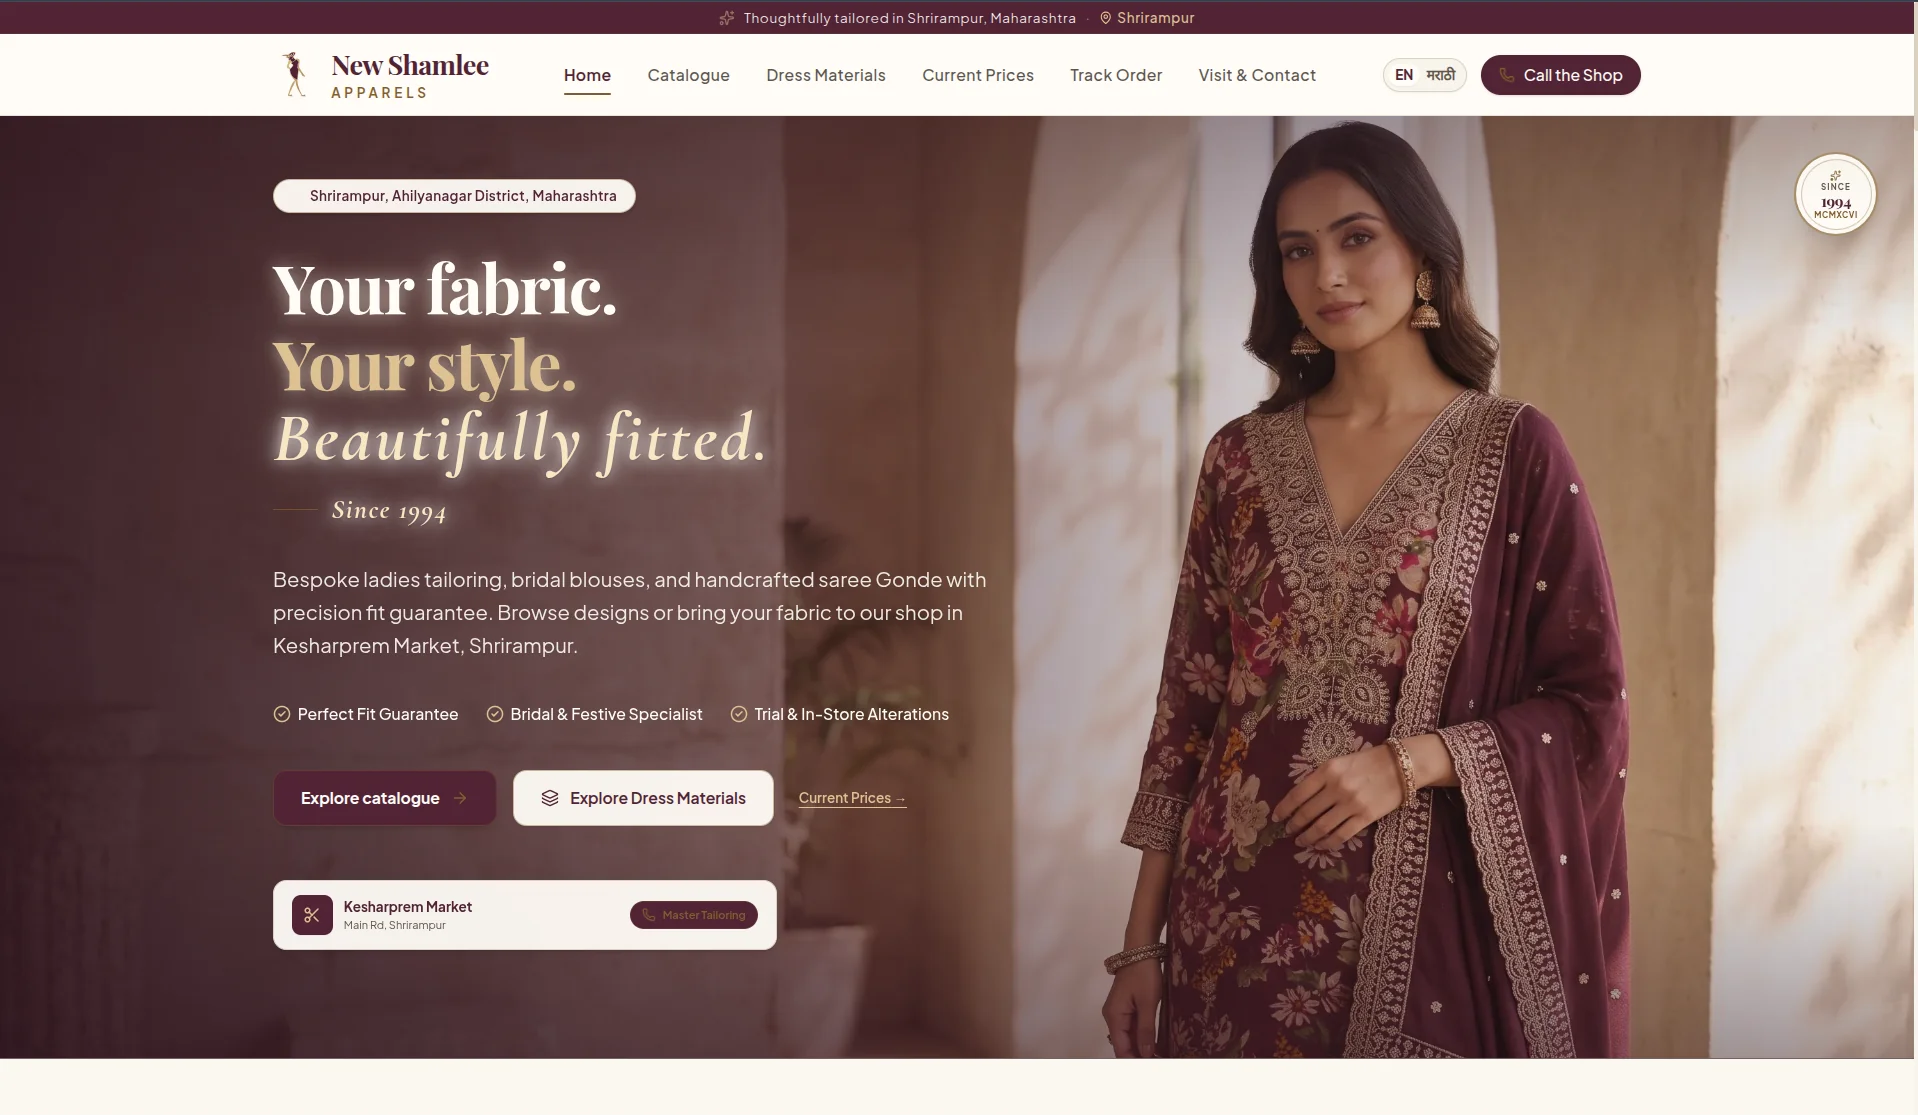 Thoughtfully tailored in Shrirampur, Maharashtra · Shrirampur
New Shamlee
APPARELS
Home Catalogue Dress Materials Current Prices Track Order Visit & Contact
EN मराठी
Call the Shop
Shrirampur, Ahilyanagar District, Maharashtra
SINCE
1994
MCMXCVI
Your fabric.
Your style.
Beautifully fitted.
Since 1994
Bespoke ladies tailoring, bridal blouses, and handcrafted saree Gonde with
precision fit guarantee. Browse designs or bring your fabric to our shop in
Kesharprem Market, Shrirampur.
Perfect Fit Guarantee Bridal & Festive Specialist Trial & In-Store Alterations
Explore catalogue → Explore Dress Materials Current Prices →
Kesharprem Market
Main Rd, Shrirampur
Master Tailoring